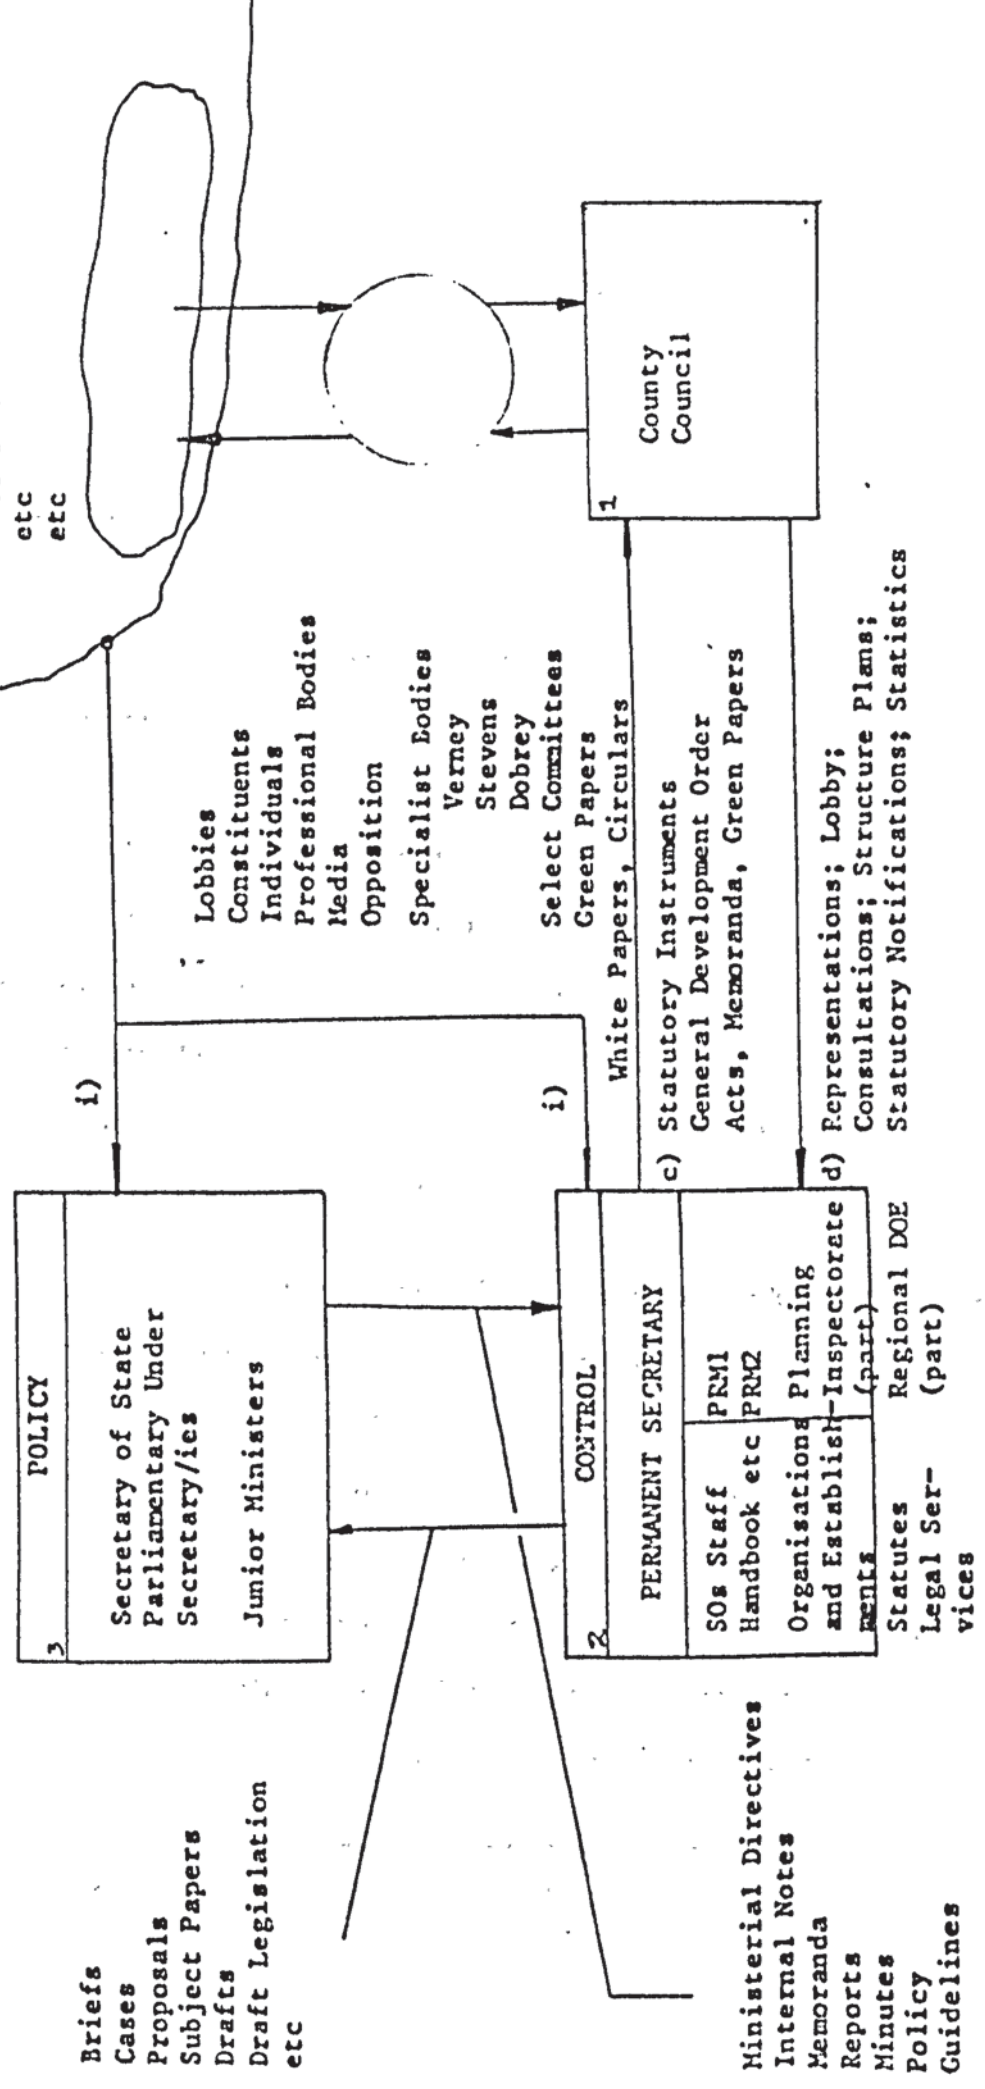 etc
etc
Briefs
Cases
Proposals
Subject Papers
Drafts
Draft Legislation
etc
3
POLICY
Secretary of State
Parliamentary Under
Secretary/ies
Junior Ministers
i)
Lobbies
Constituents
Individuals
Professional Bodies
Media
Opposition
Specialist Bodies
Verney
Stevens
Dobrey
Select Committees
Green Papers
i)
White Papers, Circulars
c) Statutory Instruments
General Development Order
Acts, Memoranda, Green Papers
1
County
Council
2
CONTROL
PERMANENT SECRETARY
SOs Staff
Handbook etc
Organisations
and Establish-
ments
Statutes
Legal Ser-
vices
PRM1
PRM2
Planning
Inspectorate
(part)
Regional DOE
(part)
d) Representations; Lobby;
Consultations; Structure Plans;
Statutory Notifications; Statistics
Ministerial Directives
Internal Notes
Memoranda
Reports
Minutes
Policy
Guidelines